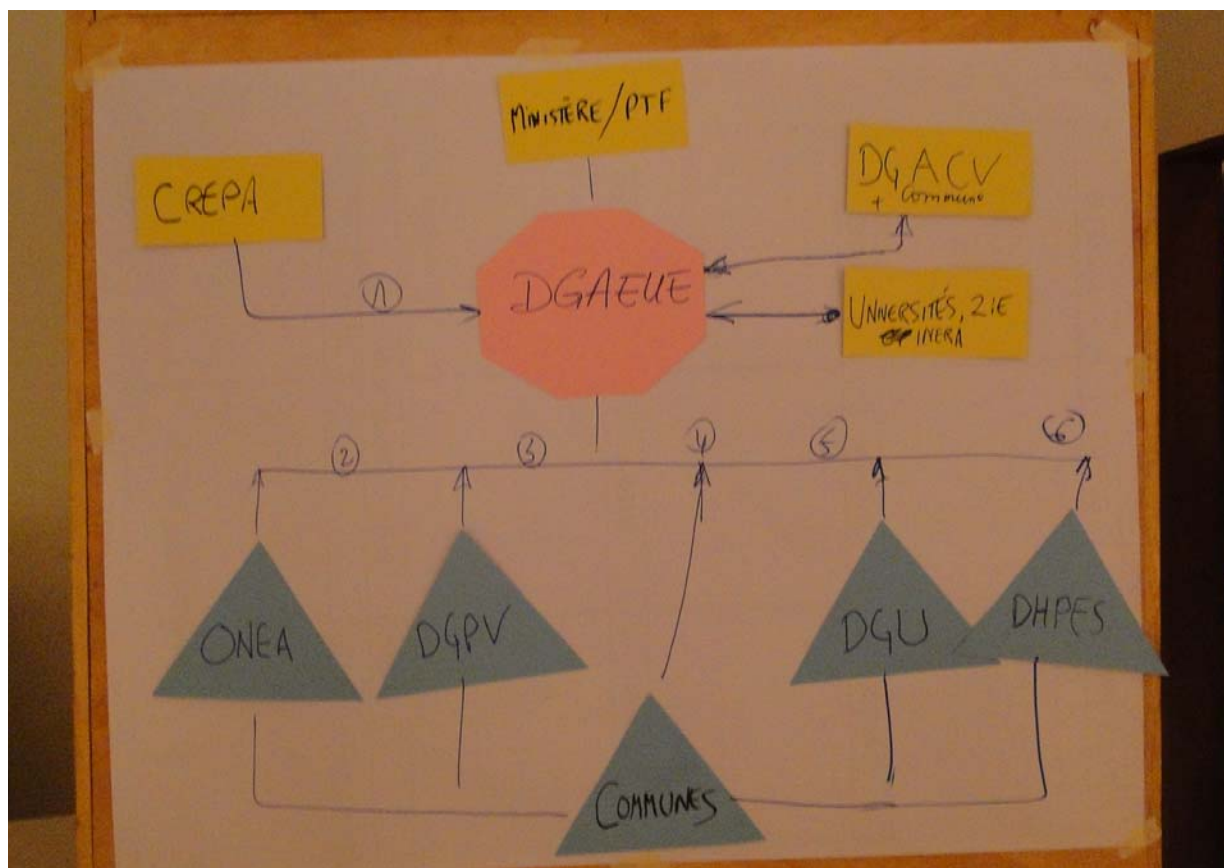 MINISTÈRE/PTF
CREPA
DGACV
+ Commune
DGAEUE
UNIVERSITÉS, 2iE
INERA
1
2
3
4
5
6
ONEA
DGPV
DGU
DHPES
COMMUNES